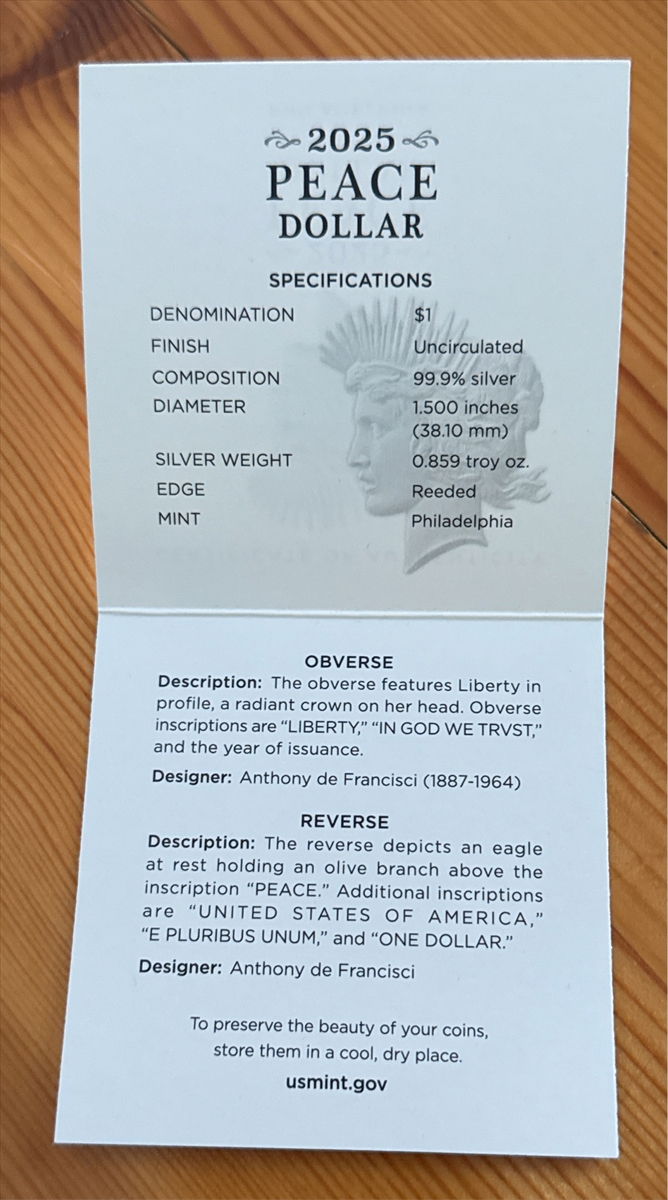 2025
PEACE
DOLLAR
SPECIFICATIONS
DENOMINATION $1
FINISH Uncirculated
COMPOSITION 99.9% silver
DIAMETER 1.500 inches
(38.10 mm)
SILVER WEIGHT 0.859 troy oz.
EDGE Reeded
MINT Philadelphia
OBVERSE
Description: The obverse features Liberty in
profile, a radiant crown on her head. Obverse
inscriptions are “LIBERTY,” “IN GOD WE TRVST,”
and the year of issuance.
Designer: Anthony de Francisci (1887-1964)
REVERSE
Description: The reverse depicts an eagle
at rest holding an olive branch above the
inscription “PEACE.” Additional inscriptions
are “UNITED STATES OF AMERICA,”
“E PLURIBUS UNUM,” and “ONE DOLLAR.”
Designer: Anthony de Francisci
To preserve the beauty of your coins,
store them in a cool, dry place.
usmint.gov